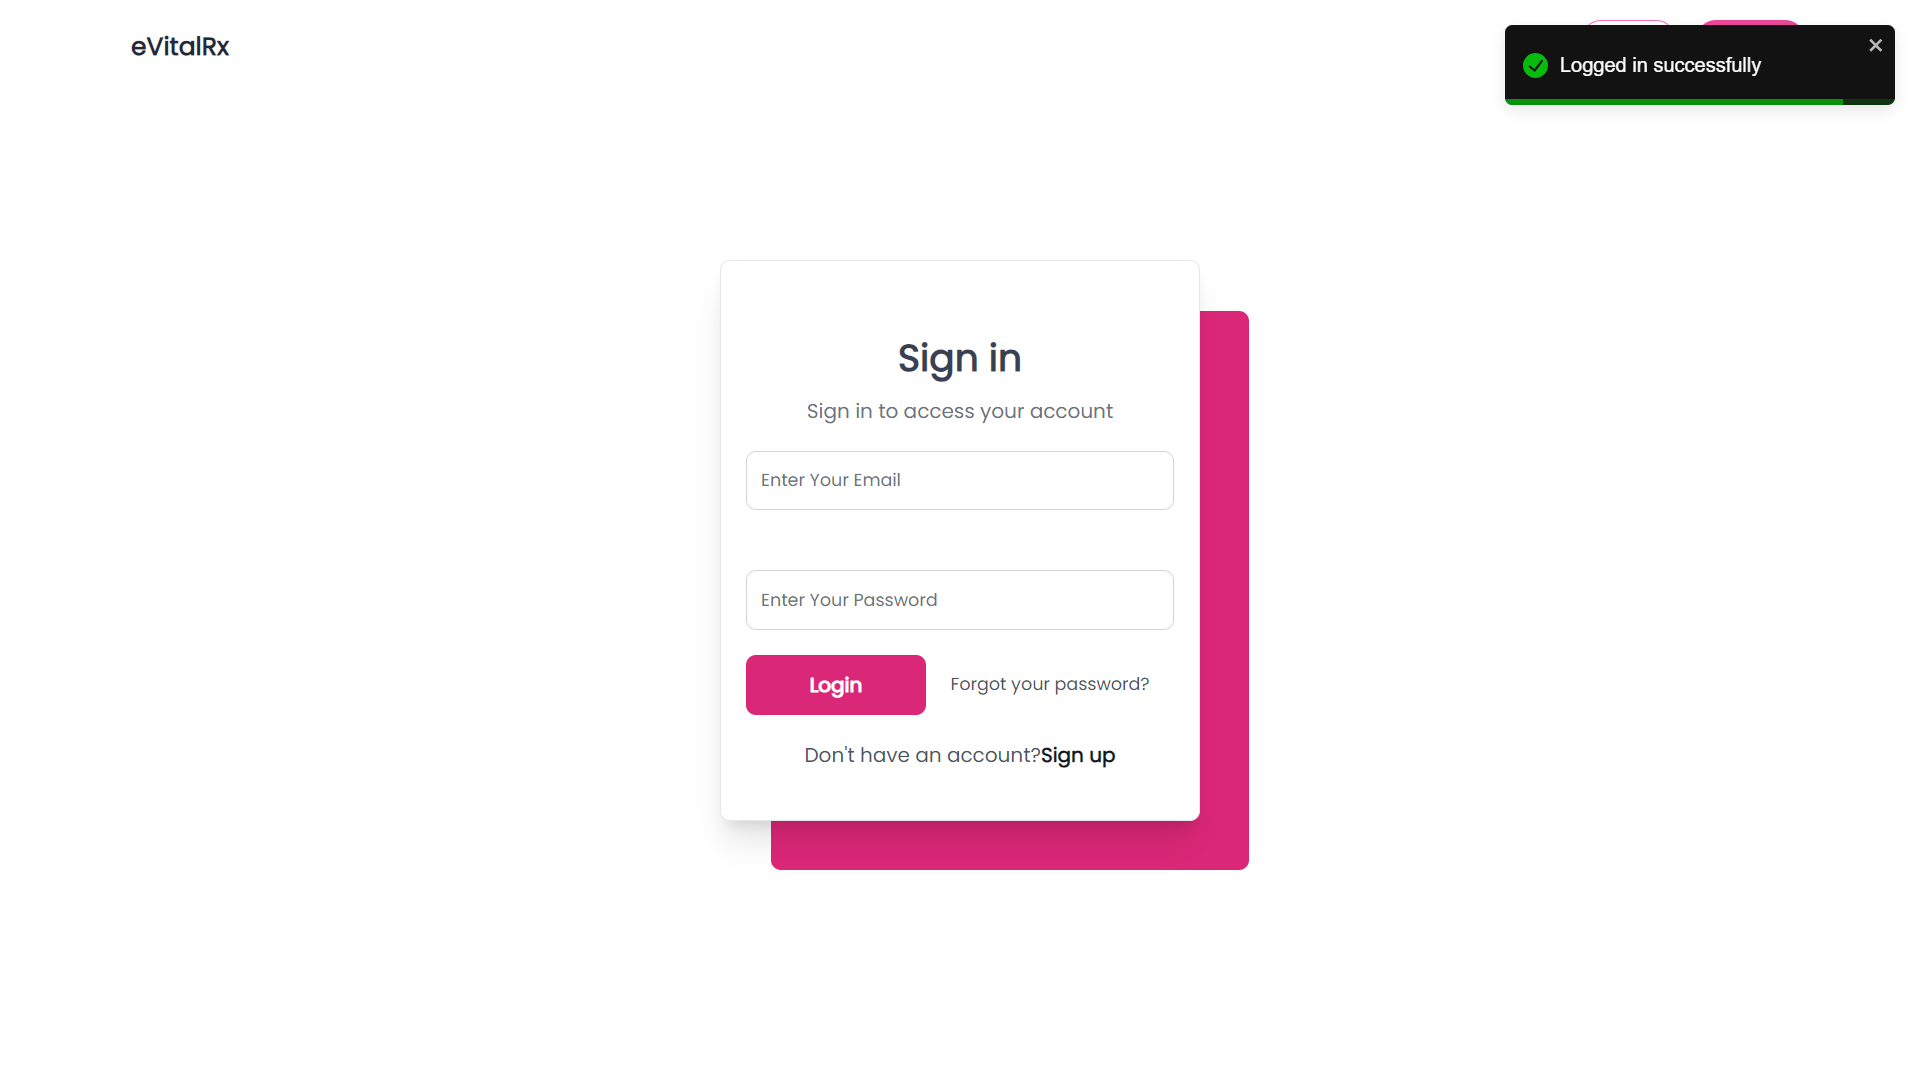 eVitalRx
Logged in successfully
Sign in
Sign in to access your account
Enter Your Email
Enter Your Password
Login
Forgot your password?
Don't have an account?Sign up